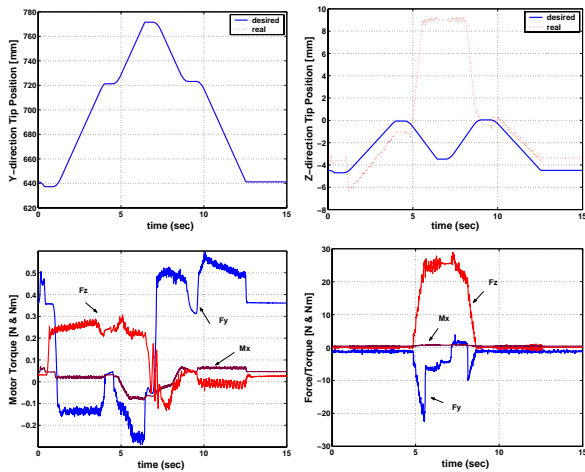 desired
real
Y-direction Tip Position [mm]
780
760
740
720
700
680
660
640
0
5
10
15
time (sec)
desired
real
Z-direction Tip Position [mm]
10
8
6
4
2
0
-2
-4
-6
-8
0
5
10
15
time (sec)
Motor Torque [N & Nm]
0.5
0.4
0.3
0.2
0.1
0
-0.1
-0.2
Fz
Fy
Mx
0
5
10
15
time (sec)
Force/Torque [N & Nm]
30
20
10
0
-10
-20
-30
Fz
Mx
Fy
0
5
10
15
time (sec)